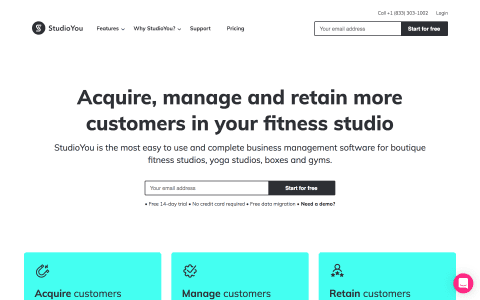 Call +1 (833) 303-1002 Login
StudioYou Features Why StudioYou? Support Pricing Your email address Start for free
Acquire, manage and retain more
customers in your fitness studio
StudioYou is the most easy to use and complete business management software for boutique
fitness studios, yoga studios, boxes and gyms.
Your email address Start for free
• Free 14-day trial • No credit card required • Free data migration • Need a demo?
Acquire customers Manage customers Retain customers